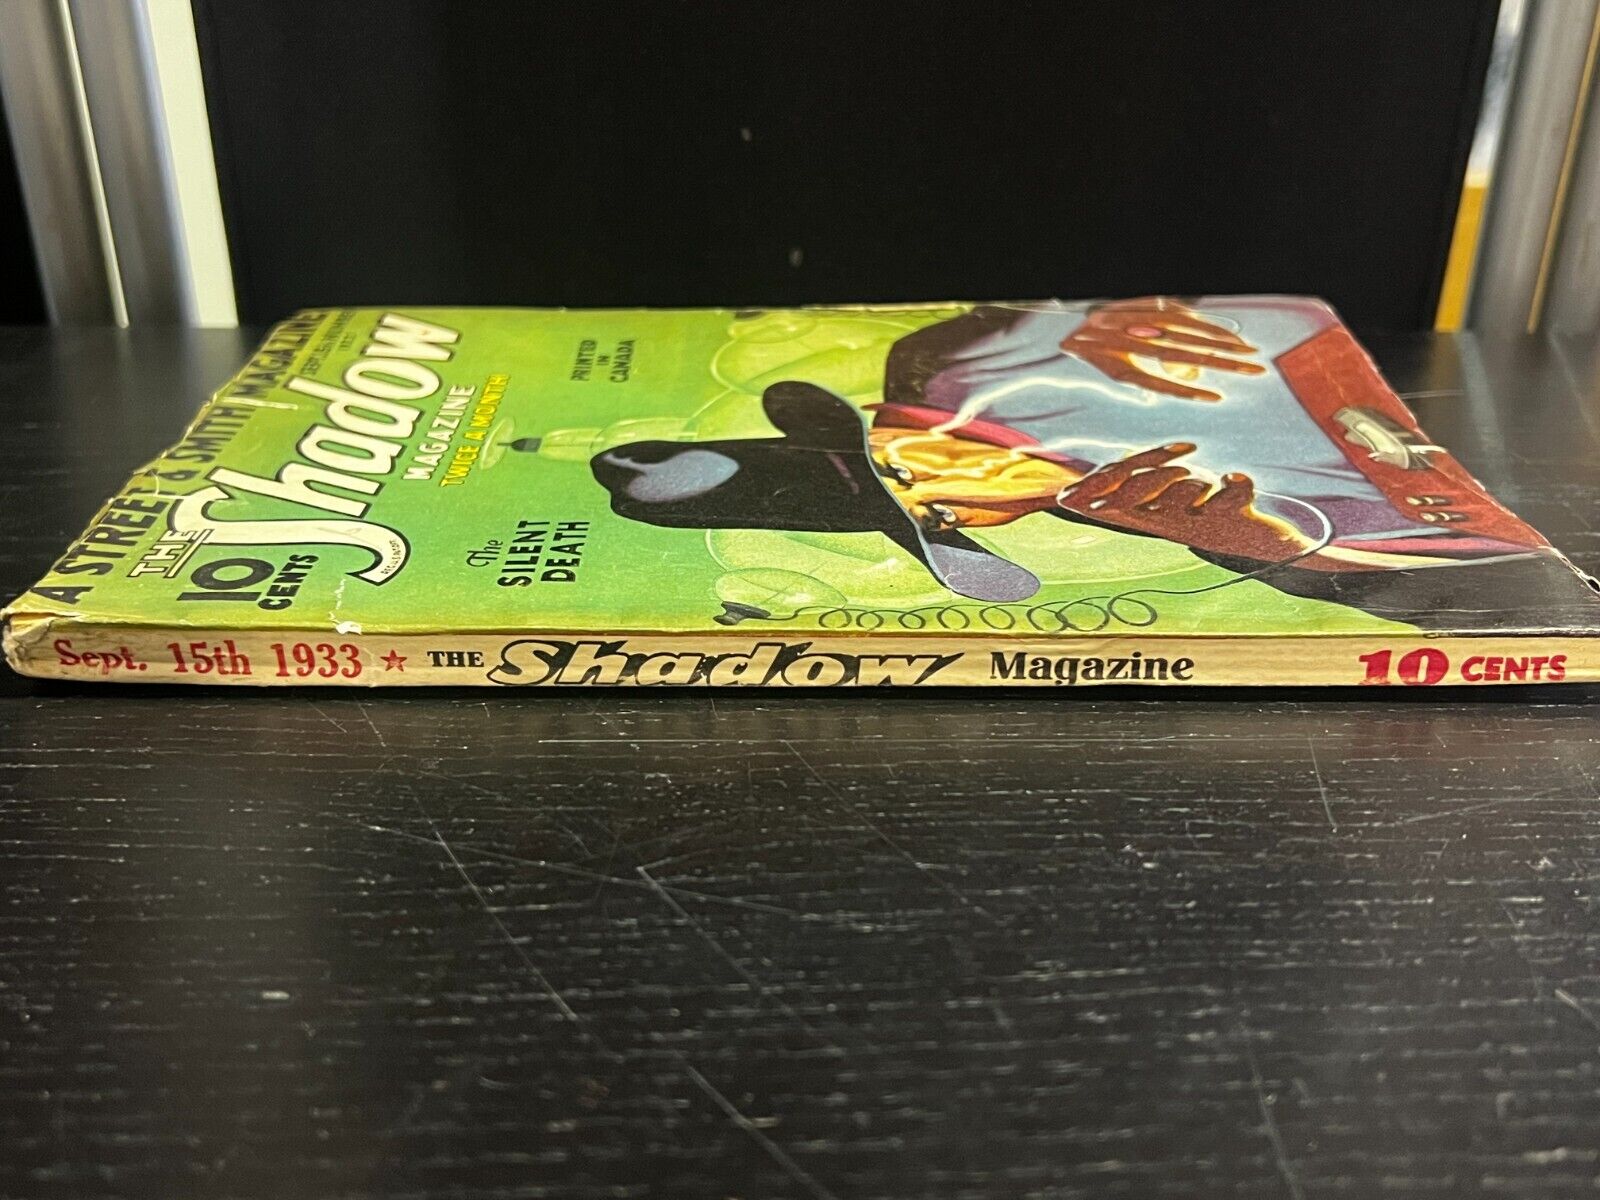 A STREET & SMITH MAGAZINE
THE Shadow
MAGAZINE
TWICE A MONTH
10 CENTS
PRINTED
IN
CANADA
The
SILENT
DEATH
Sept. 15th 1933 ★ THE Shadow Magazine 10 CENTS